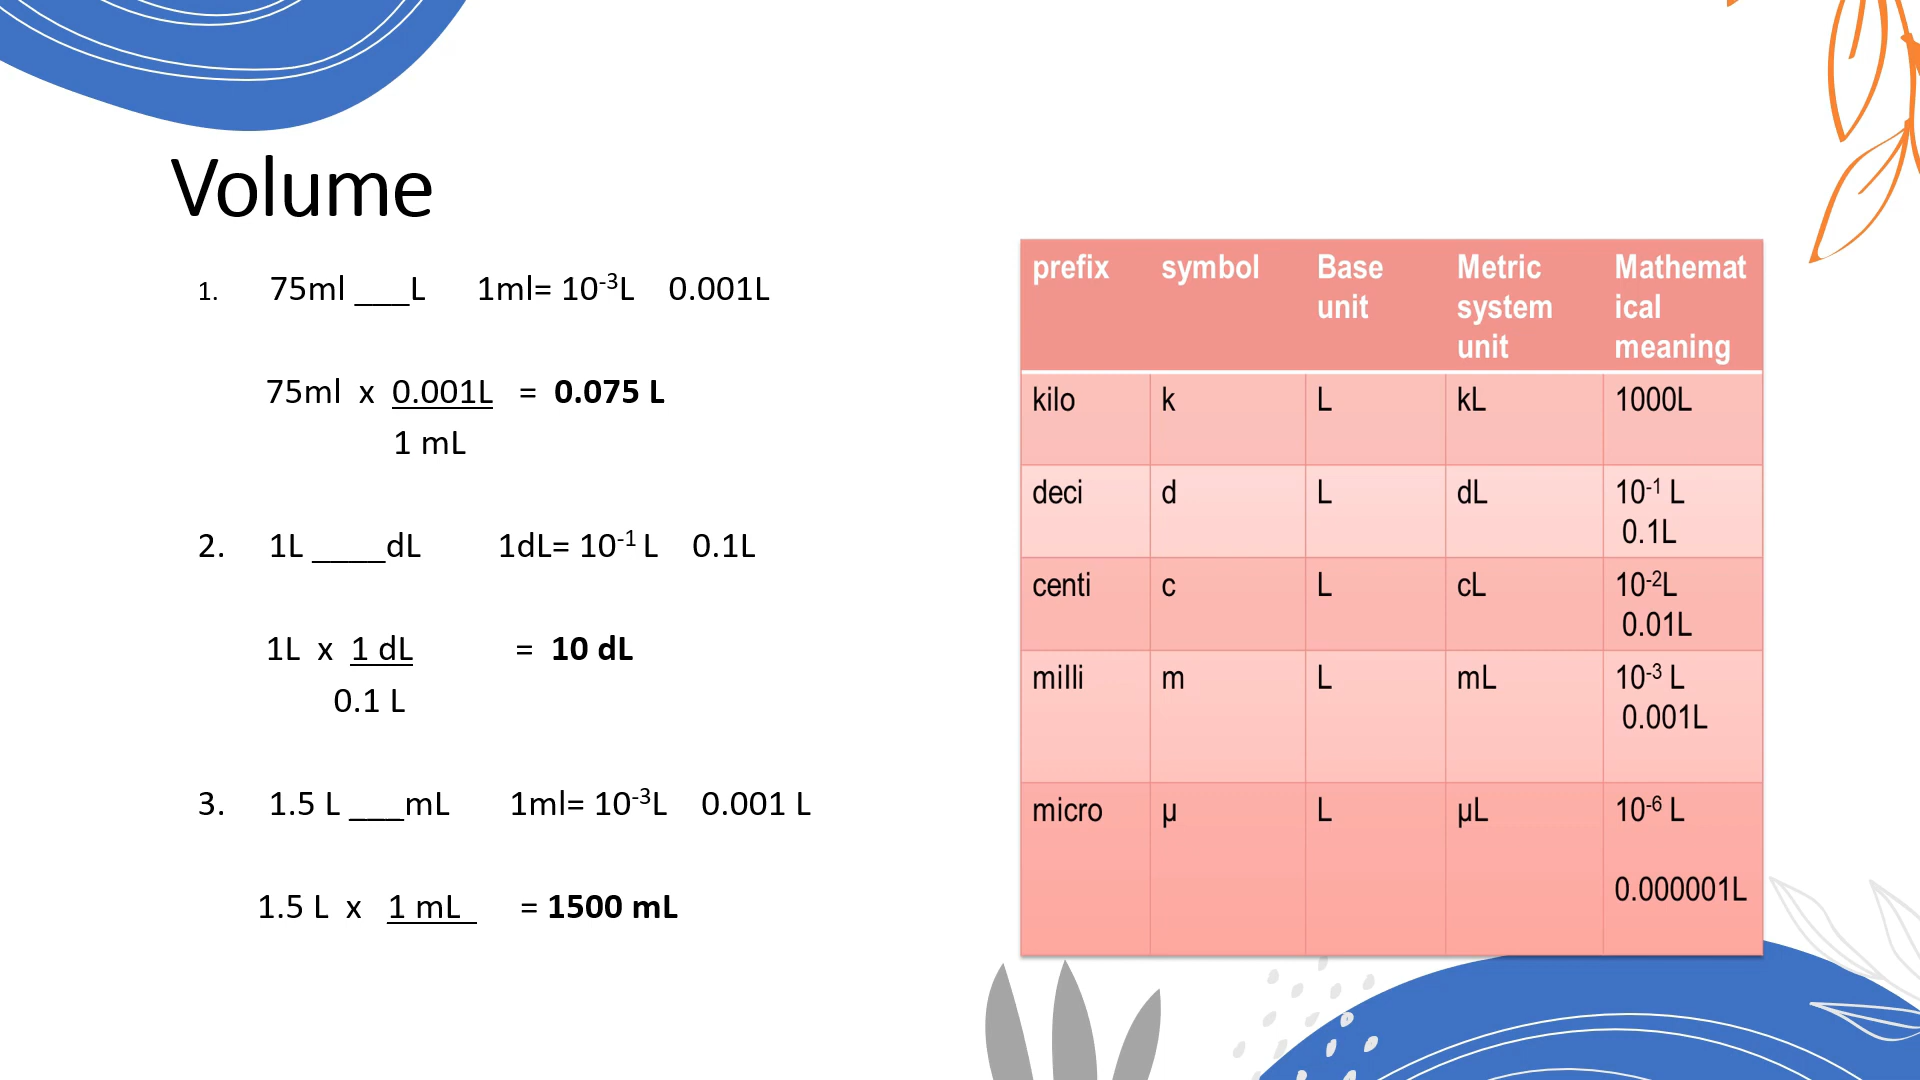 Volume
1. 75ml ___L 1ml= 10⁻³L 0.001L
75ml x 0.001L = 0.075 L
1 mL
2. 1L ____dL 1dL= 10⁻¹ L 0.1L
1L x 1 dL = 10 dL
0.1 L
3. 1.5 L ___mL 1ml= 10⁻³L 0.001 L
1.5 L x 1 mL = 1500 mL
prefix symbol Base unit Metric system unit Mathematical meaning
kilo k L kL 1000L
deci d L dL 10⁻¹ L
0.1L
centi c L cL 10⁻²L
0.01L
milli m L mL 10⁻³ L
0.001L
micro µ L µL 10⁻⁶ L
0.000001L